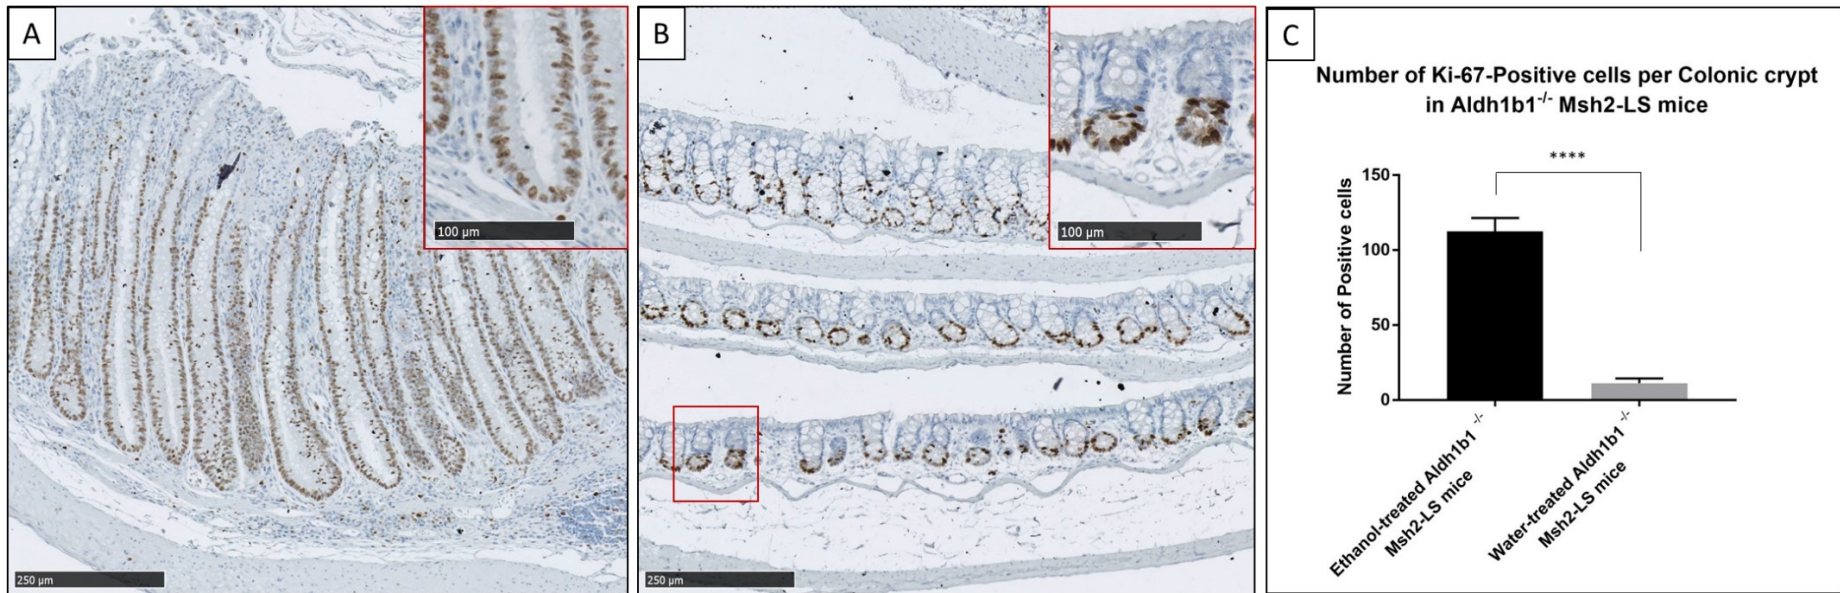 A
100 µm
250 µm
B
100 µm
250 µm
C
Number of Ki-67-Positive cells per Colonic crypt
in Aldh1b1-/- Msh2-LS mice
****
Number of Positive cells
150
100
50
0
Ethanol-treated Aldh1b1 -/-
Msh2-LS mice
Water-treated Aldh1b1 -/-
Msh2-LS mice